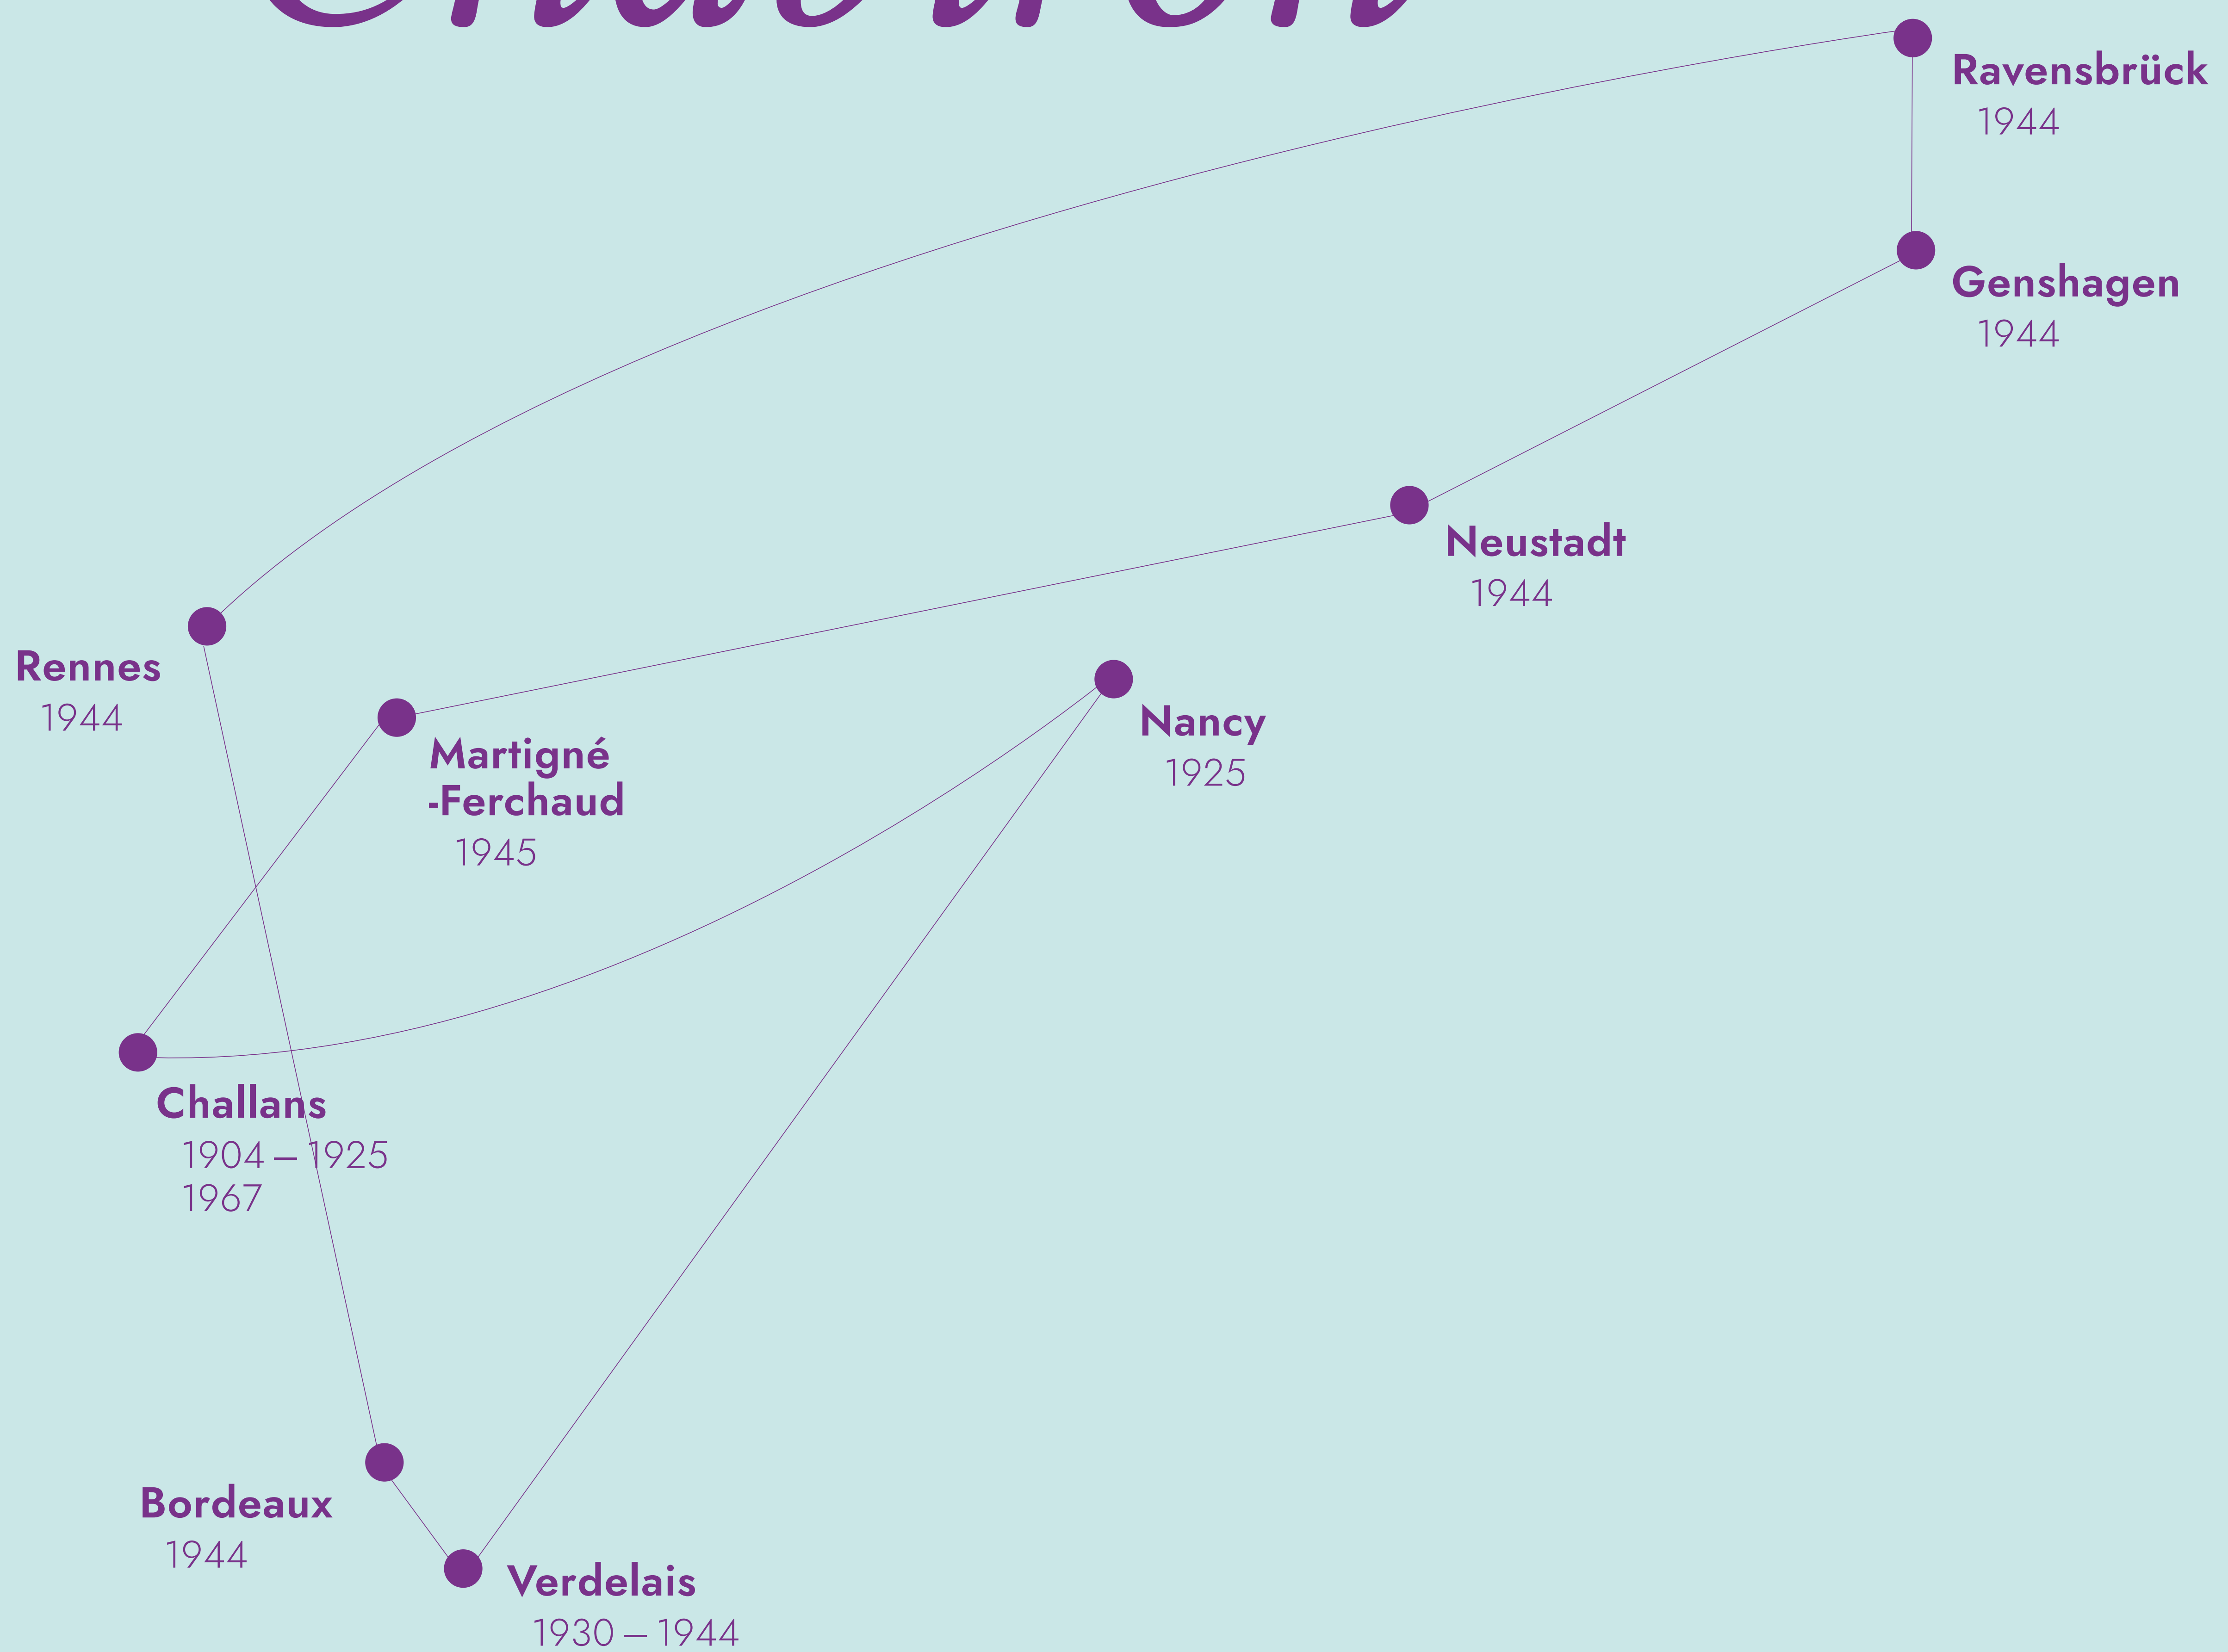 Ravensbrück
1944
Genshagen
1944
Neustadt
1944
Rennes
1944
Nancy
1925
Martigné
-Ferchaud
1945
Challans
1904 – 1925
1967
Bordeaux
1944
Verdelais
1930 – 1944